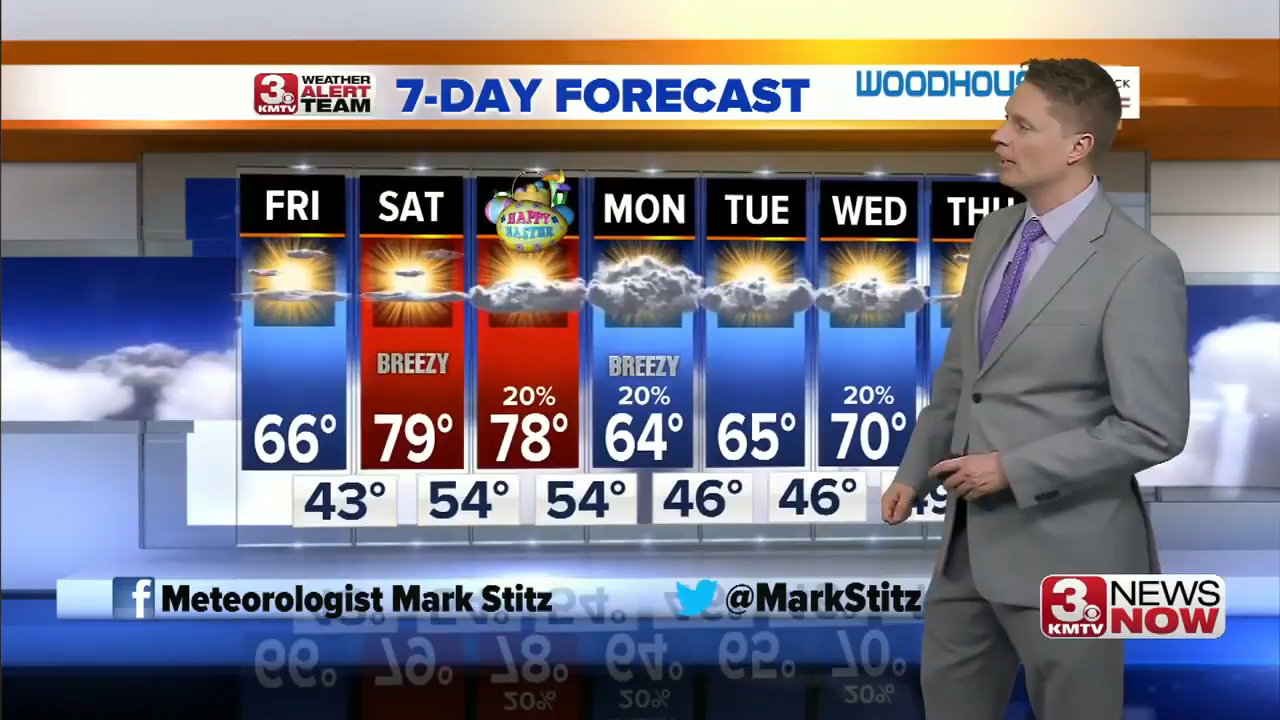 3 KMTV WEATHER ALERT TEAM
7-DAY FORECAST
FRI SAT HAPPY EASTER MON TUE WED
BREEZY BREEZY
20% 20% 20%
66° 79° 78° 64° 65° 70°
43° 54° 54° 46° 46°
Meteorologist Mark Stitz @MarkStitz
3 KMTV NEWS NOW